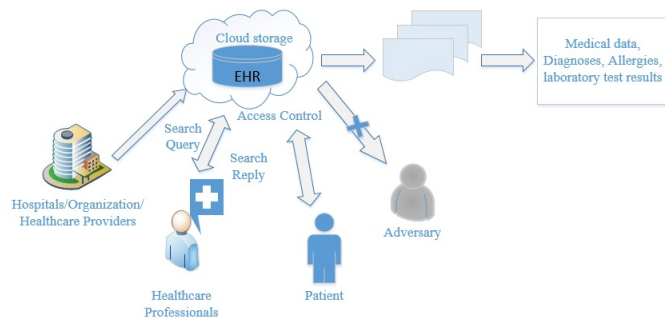 Cloud storage
EHR
Medical data,
Diagnoses, Allergies,
laboratory test results
Access Control
Search
Query
Search
Reply
Hospitals/Organization/
Healthcare Providers
Adversary
Healthcare
Professionals
Patient